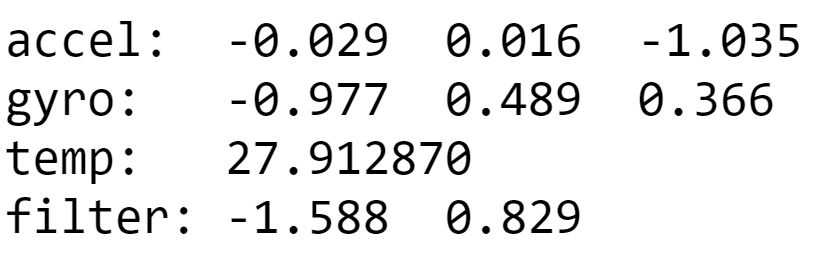 accel:  -0.029  0.016  -1.035
gyro:   -0.977  0.489  0.366
temp:   27.912870
filter: -1.588  0.829